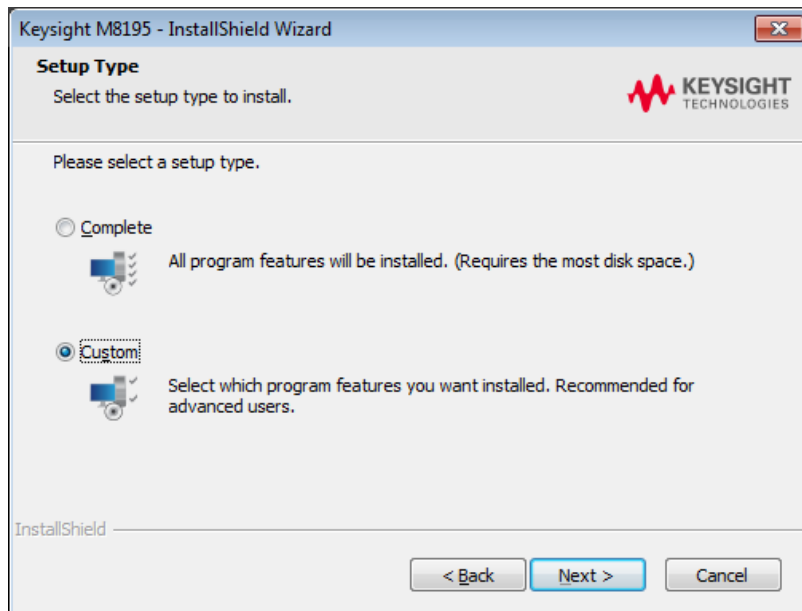 Keysight M8195 - InstallShield Wizard
Setup Type
Select the setup type to install.
KEYSIGHT
TECHNOLOGIES
Please select a setup type.
Complete
All program features will be installed. (Requires the most disk space.)
Custom
Select which program features you want installed. Recommended for
advanced users.
InstallShield
< Back
Next >
Cancel